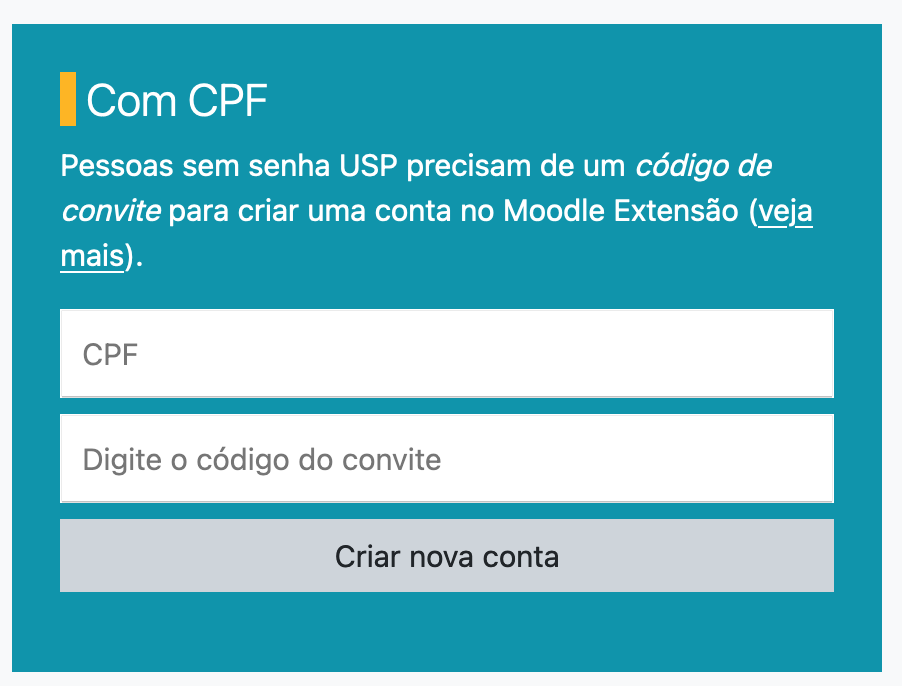 Com CPF
Pessoas sem senha USP precisam de um código de
convite para criar uma conta no Moodle Extensão (veja
mais).
CPF
Digite o código do convite
Criar nova conta